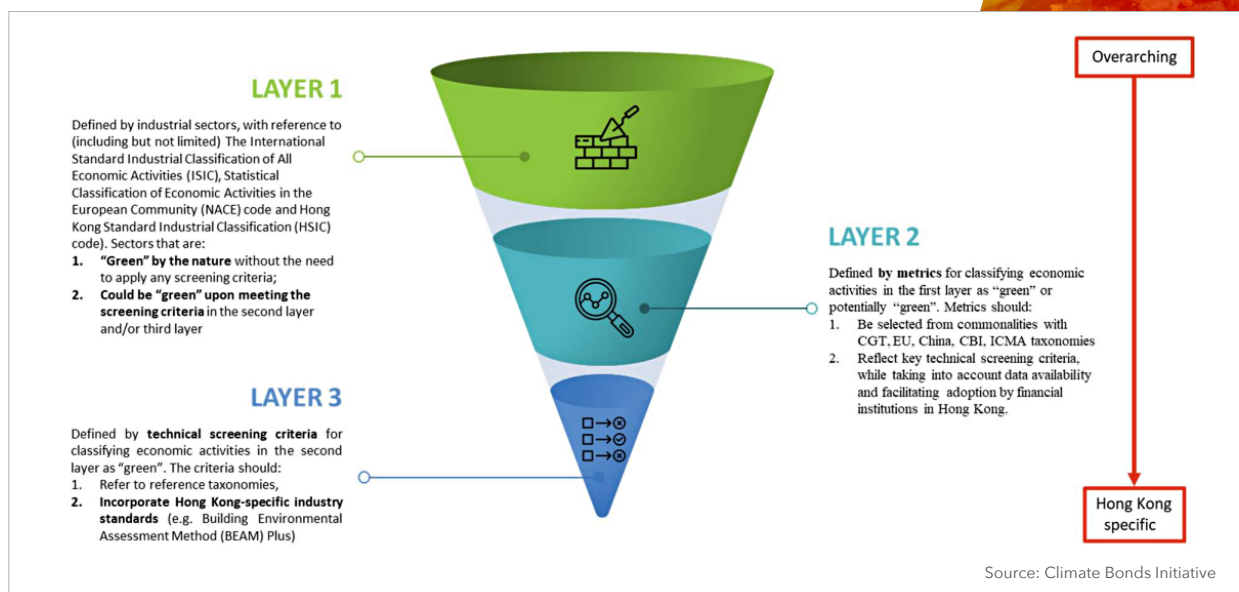 LAYER 1
Defined by industrial sectors, with reference to
(including but not limited) The International
Standard Industrial Classification of All
Economic Activities (ISIC), Statistical
Classification of Economic Activities in the
European Community (NACE) code and Hong
Kong Standard Industrial Classification (HSIC)
code). Sectors that are:
1. “Green” by the nature without the need
to apply any screening criteria;
2. Could be “green” upon meeting the
screening criteria in the second layer
and/or third layer
LAYER 2
Defined by metrics for classifying economic
activities in the first layer as “green” or
potentially “green”. Metrics should:
1. Be selected from commonalities with
CGT, EU, China, CBI, ICMA taxonomies
2. Reflect key technical screening criteria,
while taking into account data availability
and facilitating adoption by financial
institutions in Hong Kong.
LAYER 3
Defined by technical screening criteria for
classifying economic activities in the second
layer as “green”. The criteria should:
1. Refer to reference taxonomies,
2. Incorporate Hong Kong-specific industry
standards (e.g. Building Environmental
Assessment Method (BEAM) Plus)
Overarching
Hong Kong
specific
Source: Climate Bonds Initiative